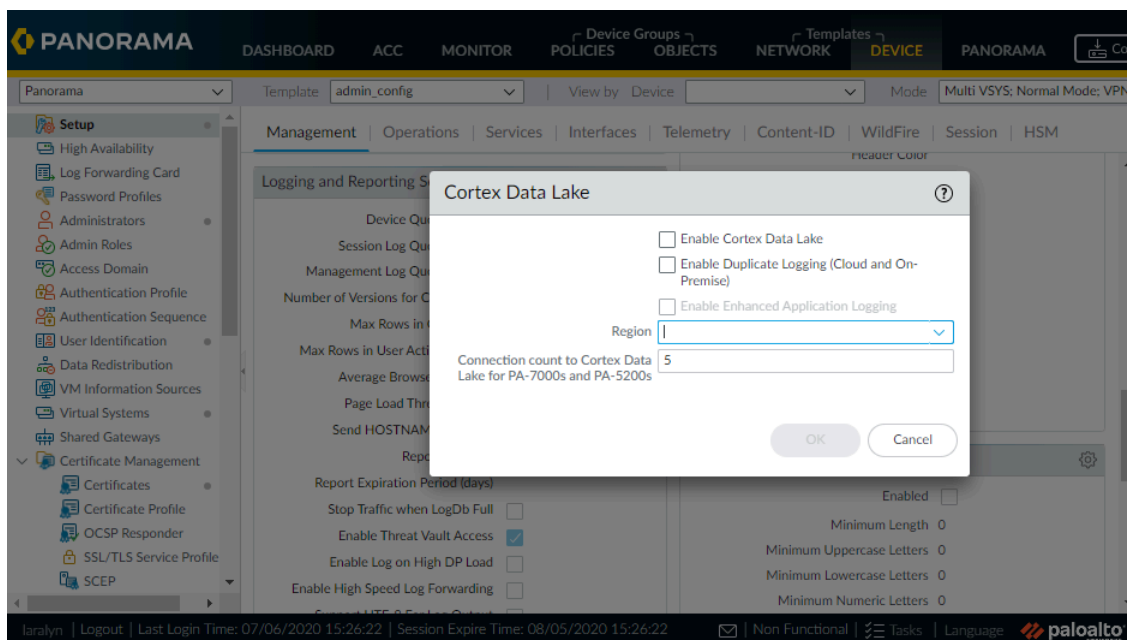 PANORAMA
DASHBOARD
ACC
MONITOR
Device Groups
POLICIES
OBJECTS
Templates
NETWORK
DEVICE
PANORAMA
Co
Panorama
Template
admin_config
View by Device
Mode
Multi VSYS; Normal Mode; VPN
Setup
High Availability
Log Forwarding Card
Password Profiles
Administrators
Admin Roles
Access Domain
Authentication Profile
Authentication Sequence
User Identification
Data Redistribution
VM Information Sources
Virtual Systems
Shared Gateways
Certificate Management
Certificates
Certificate Profile
OCSP Responder
SSL/TLS Service Profile
SCEP
Management | Operations | Services | Interfaces | Telemetry | Content-ID | WildFire | Session | HSM
Header Color
Logging and Reporting S
Device Qu
Session Log Qu
Management Log Qu
Number of Versions for C
Max Rows in
Max Rows in User Acti
Average Browse
Page Load Thre
Send HOSTNAM
Repo
Report Expiration Period (days)
Stop Traffic when LogDb Full
Enable Threat Vault Access
Enable Log on High DP Load
Enable High Speed Log Forwarding
Support UTF-8 For Log Output
Cortex Data Lake
Enable Cortex Data Lake
Enable Duplicate Logging (Cloud and On-
Premise)
Enable Enhanced Application Logging
Region
Connection count to Cortex Data
Lake for PA-7000s and PA-5200s
5
OK
Cancel
Enabled
Minimum Length 0
Minimum Uppercase Letters 0
Minimum Lowercase Letters 0
Minimum Numeric Letters 0
laralyn | Logout | Last Login Time: 07/06/2020 15:26:22 | Session Expire Time: 08/05/2020 15:26:22
Non Functional | Tasks | Language
paloalto